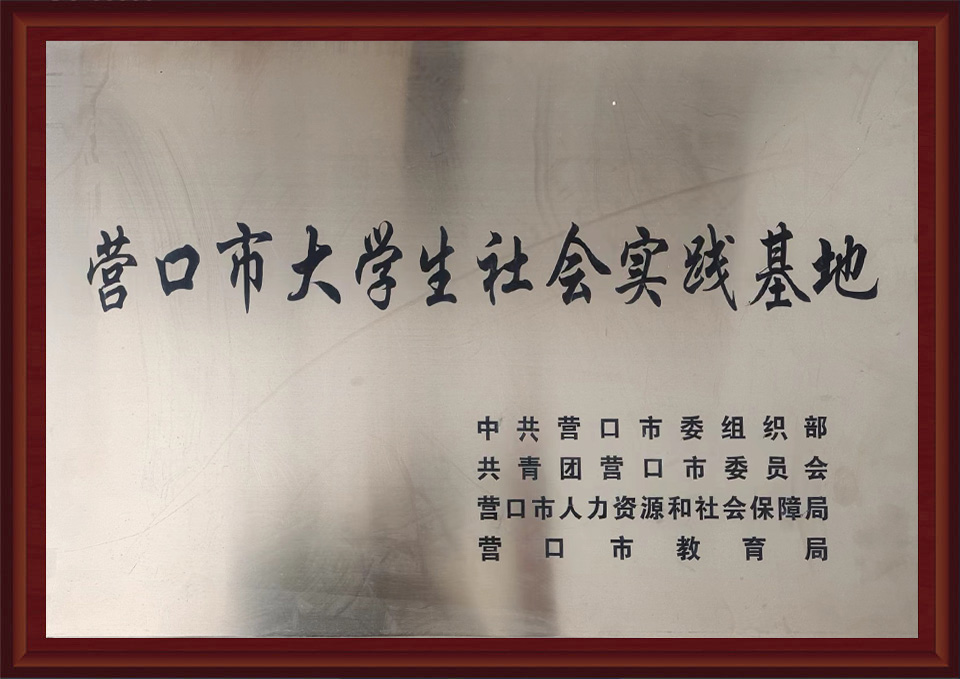 营口市大学生社会实践基地
中共营口市委组织部
共青团营口市委员会
营口市人力资源和社会保障局
营口市教育局